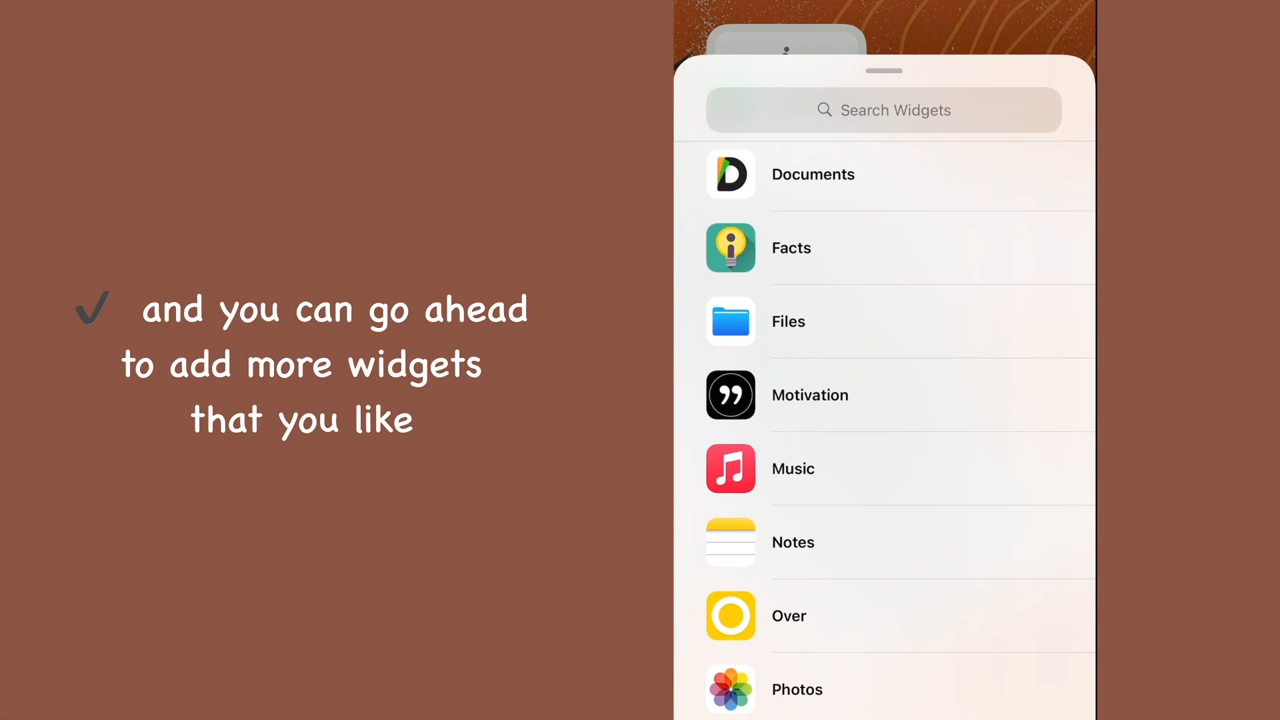 ✓ and you can go ahead
to add more widgets
that you like
Search Widgets
Documents
Facts
Files
Motivation
Music
Notes
Over
Photos